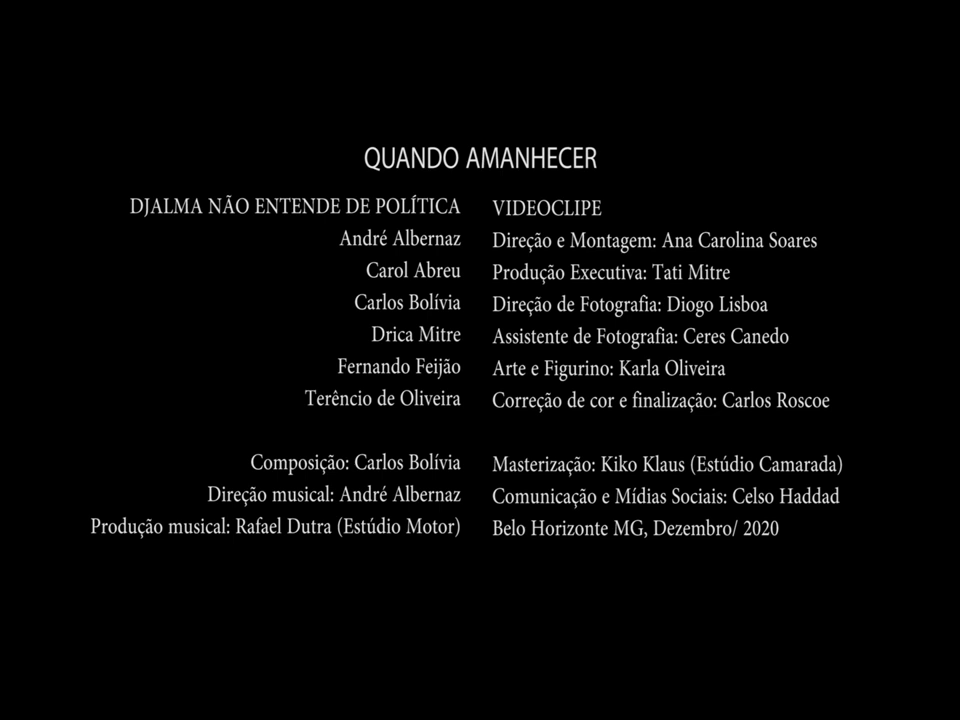 QUANDO AMANHECER
DJALMA NÃO ENTENDE DE POLÍTICA
André Albernaz
Carol Abreu
Carlos Bolívia
Drica Mitre
Fernando Feijão
Terêncio de Oliveira
Composição: Carlos Bolívia
Direção musical: André Albernaz
Produção musical: Rafael Dutra (Estúdio Motor)
VIDEOCLIPE
Direção e Montagem: Ana Carolina Soares
Produção Executiva: Tati Mitre
Direção de Fotografia: Diogo Lisboa
Assistente de Fotografia: Ceres Canedo
Arte e Figurino: Karla Oliveira
Correção de cor e finalização: Carlos Roscoe
Masterização: Kiko Klaus (Estúdio Camarada)
Comunicação e Mídias Sociais: Celso Haddad
Belo Horizonte MG, Dezembro/ 2020